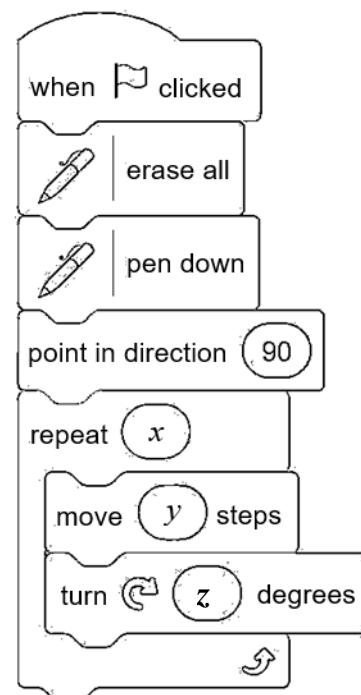 when clicked
erase all
pen down
point in direction 90
repeat x
move y steps
turn z degrees